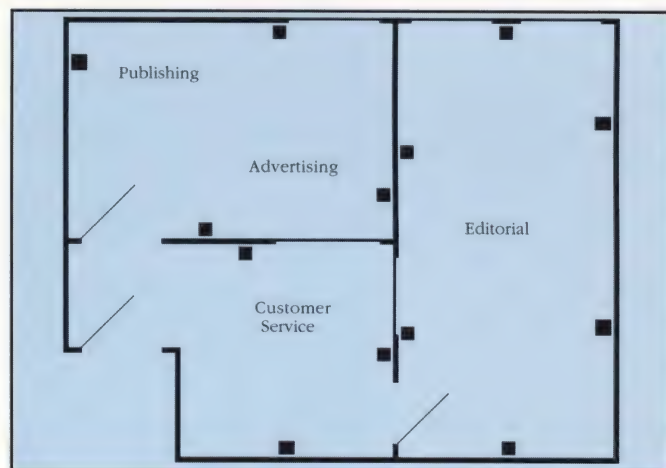 Publishing
Advertising
Editorial
Customer
Service